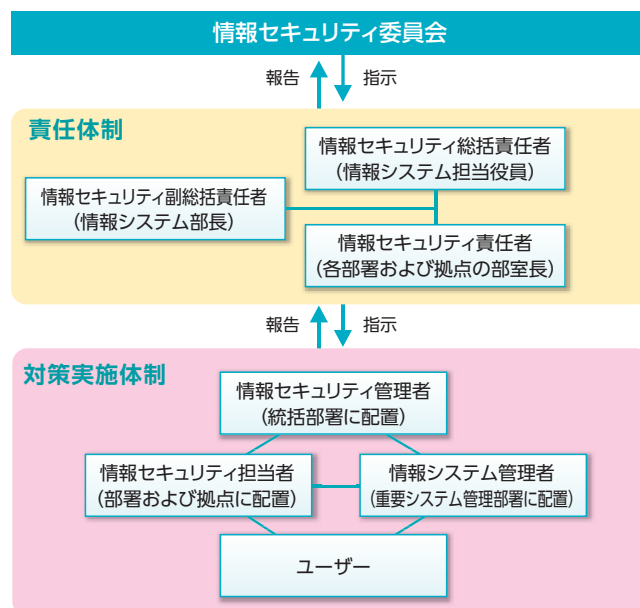 情報セキュリティ委員会
報告
指示
責任体制
情報セキュリティ総括責任者
（情報システム担当役員）
情報セキュリティ副総括責任者
（情報システム部長）
情報セキュリティ責任者
（各部署および拠点の部室長）
報告
指示
対策実施体制
情報セキュリティ管理者
（統括部署に配置）
情報セキュリティ担当者
（部署および拠点に配置）
情報システム管理者
（重要システム管理部署に配置）
ユーザー